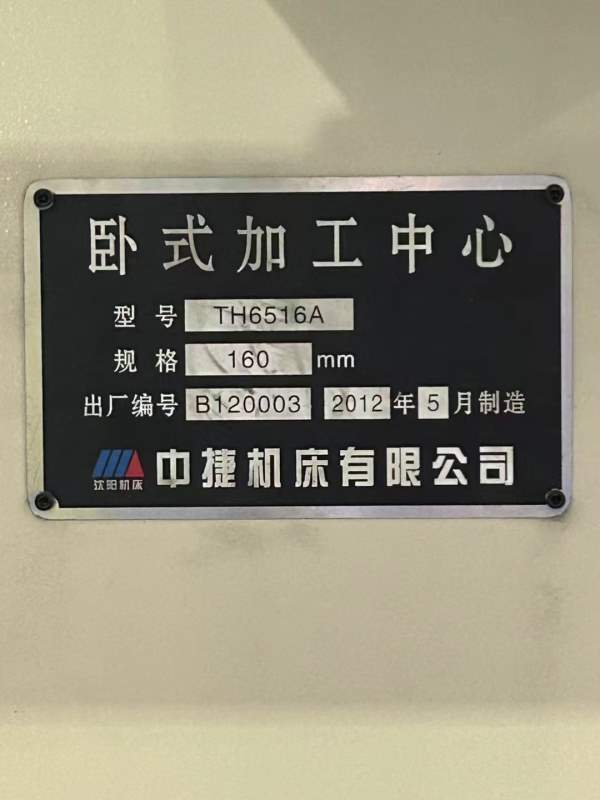 卧式加工中心
型号 TH6516A
规格 160 mm
出厂编号 B120003 2012年5月制造
沈阳机床 中捷机床有限公司